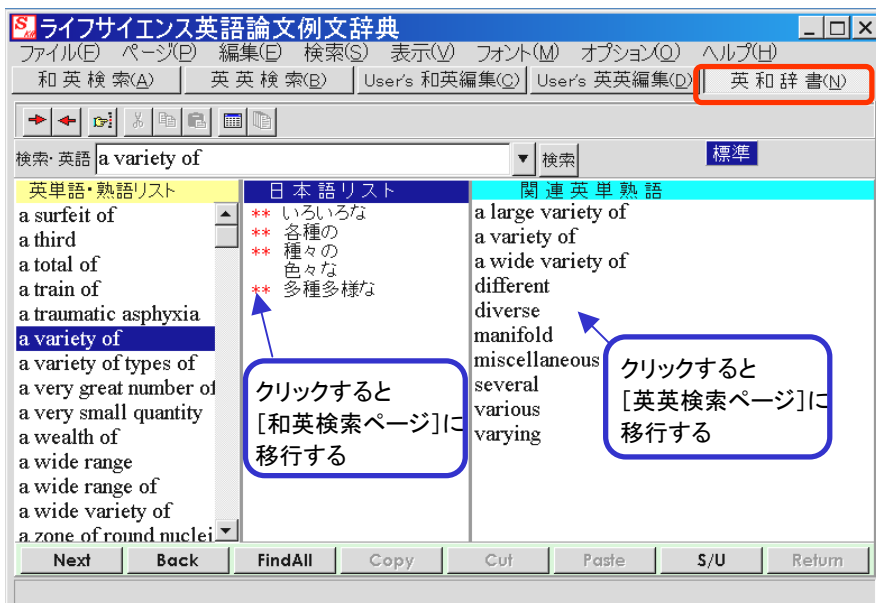 ライフサイエンス英語論文例文辞典
ファイル(F) ページ(P) 編集(E) 検索(S) 表示(V) フォント(M) オプション(O) ヘルプ(H)
和英検索(A) 英英検索(B) User's 和英編集(C) User's 英英編集(D) 英和辞書(N)
検索・英語 a variety of 検索 標準
英単語・熟語リスト
a surfeit of
a third
a total of
a train of
a traumatic asphyxia
a variety of
a variety of types of
a very great number of
a very small quantity
a wealth of
a wide range
a wide range of
a wide variety of
a zone of round nuclei
日本語リスト
** いろいろな
** 各種の
** 種々の
色々な
** 多種多様な
クリックすると
[和英検索ページ]に
移行する
関連英単熟語
a large variety of
a variety of
a wide variety of
different
diverse
manifold
miscellaneous
several
various
varying
クリックすると
[英英検索ページ]に
移行する
Next Back FindAll Copy Cut Paste S/U Return